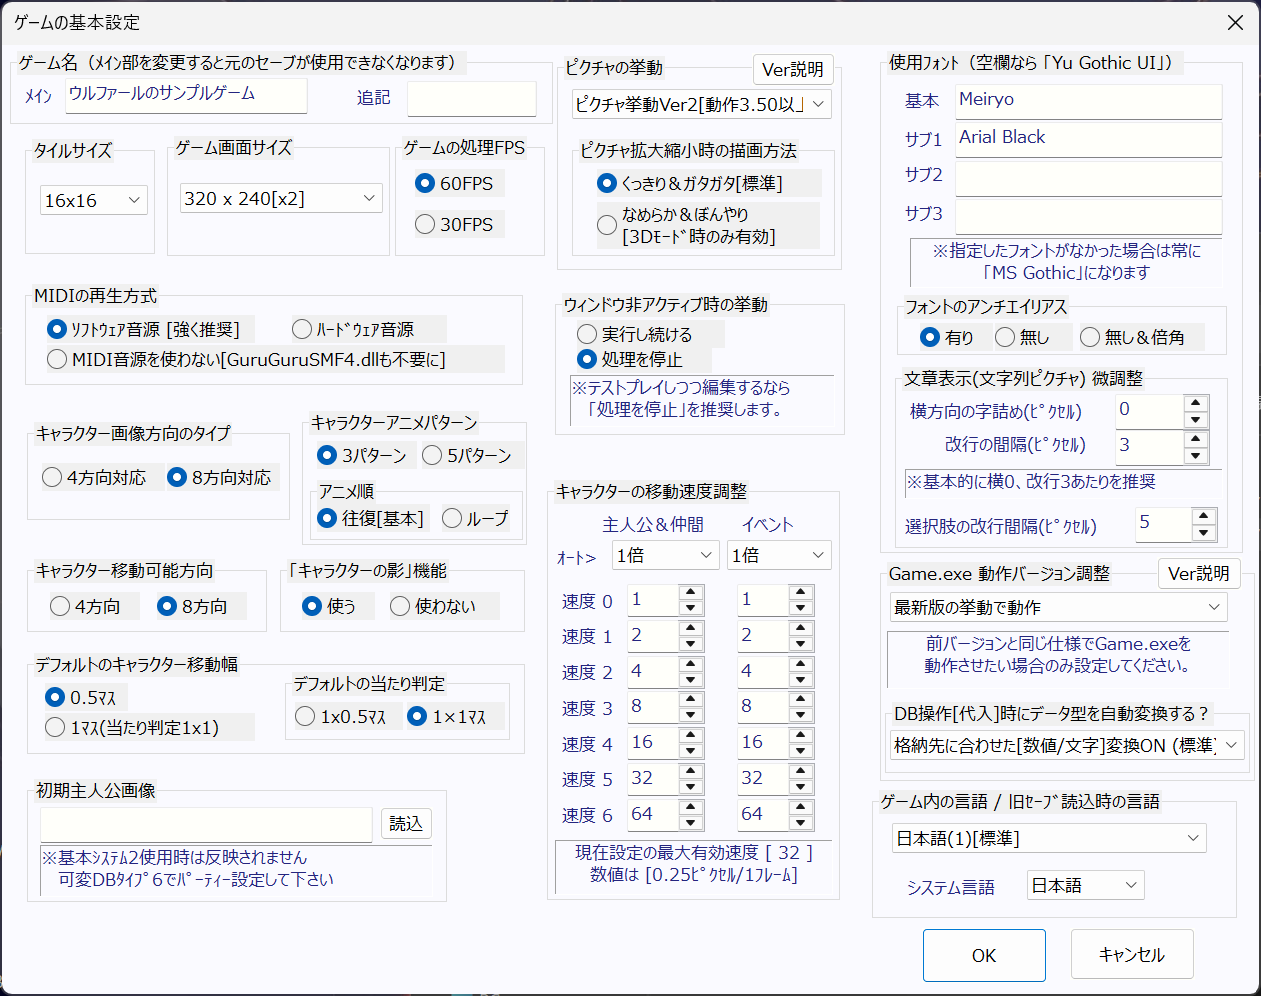 ゲームの基本設定
ゲーム名（メイン部を変更すると元のセーブが使用できなくなります）
メイン
ウルファールのサンプルゲーム
追記
タイルサイズ
16x16
ゲーム画面サイズ
320 x 240[x2]
ゲームの処理FPS
60FPS
30FPS
MIDIの再生方式
ｿﾌﾄｳｪｱ音源 [強く推奨]
ﾊｰﾄﾞｳｪｱ音源
MIDI音源を使わない[GuruGuruSMF4.dllも不要に]
キャラクター画像方向のタイプ
4方向対応
8方向対応
キャラクターアニメパターン
3パターン
5パターン
アニメ順
往復[基本]
ループ
キャラクター移動可能方向
4方向
8方向
「キャラクターの影」機能
使う
使わない
デフォルトのキャラクター移動幅
0.5ﾏｽ
1ﾏｽ(当たり判定1x1)
デフォルトの当たり判定
1x0.5ﾏｽ
1×1ﾏｽ
初期主人公画像
読込
※基本ｼｽﾃﾑ2使用時は反映されません
可変DBﾀｲﾌﾟ6でﾊﾟｰﾃｨｰ設定して下さい
ピクチャの挙動
Ver説明
ピクチャ挙動Ver2[動作3.50以上
ピクチャ拡大縮小時の描画方法
くっきり＆ガタガタ[標準]
なめらか＆ぼんやり
[3Dﾓｰﾄﾞ時のみ有効]
ウィンドウ非アクティブ時の挙動
実行し続ける
処理を停止
※テストプレイしつつ編集するなら
「処理を停止」を推奨します。
キャラクターの移動速度調整
主人公＆仲間
イベント
ｵｰﾄ>
1倍
1倍
速度 0
1
1
速度 1
2
2
速度 2
4
4
速度 3
8
8
速度 4
16
16
速度 5
32
32
速度 6
64
64
現在設定の最大有効速度 [ 32 ]
数値は [0.25ﾋﾟｸｾﾙ/1ﾌﾚｰﾑ]
使用ﾌｫﾝﾄ（空欄なら「Yu Gothic UI」）
基本
Meiryo
サブ1
Arial Black
サブ2
サブ3
※指定したフォントがなかった場合は常に
「MS Gothic」になります
フォントのアンチエイリアス
有り
無し
無し＆倍角
文章表示(文字列ピクチャ) 微調整
横方向の字詰め(ﾋﾟｸｾﾙ)
0
改行の間隔(ﾋﾟｸｾﾙ)
3
※基本的に横0、改行3あたりを推奨
選択肢の改行間隔(ﾋﾟｸｾﾙ)
5
Game.exe 動作バージョン調整
Ver説明
最新版の挙動で動作
前バージョンと同じ仕様でGame.exeを
動作させたい場合のみ設定してください。
DB操作[代入]時にデータ型を自動変換する？
格納先に合わせた[数値/文字]変換ON (標準)
ゲーム内の言語 / 旧ｾｰﾌﾞ読込時の言語
日本語(1)[標準]
システム言語
日本語
OK
キャンセル